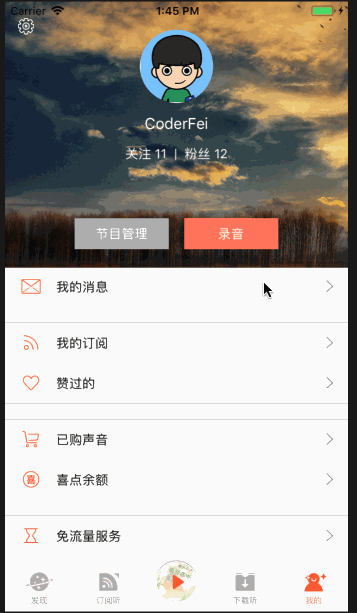 Carrier 1:45 PM
CoderFei
关注 11 | 粉丝 12
节目管理 录音
我的消息
我的订阅
赞过的
已购声音
喜 喜点余额
免流量服务
发现 订阅听 下载听 我的